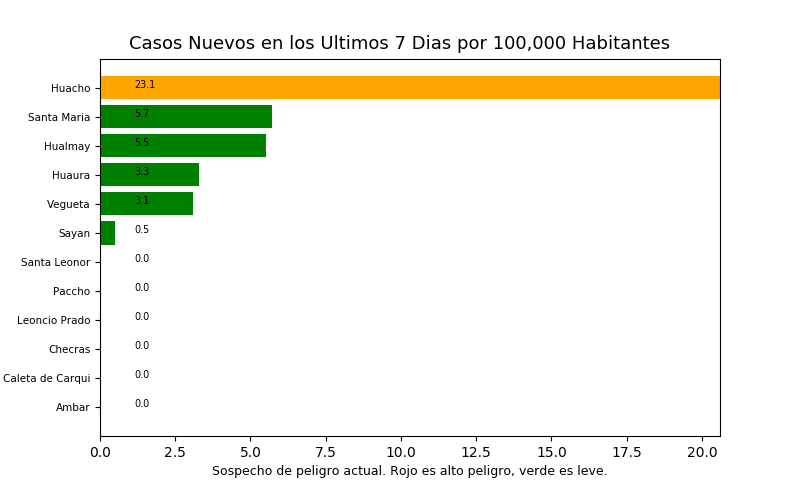 Casos Nuevos en los Ultimos 7 Dias por 100,000 Habitantes
Huacho 23.1
Santa Maria 5.7
Hualmay 5.5
Huaura 3.3
Vegueta 3.1
Sayan 0.5
Santa Leonor 0.0
Paccho 0.0
Leoncio Prado 0.0
Checras 0.0
Caleta de Carqui 0.0
Ambar 0.0
0.0 2.5 5.0 7.5 10.0 12.5 15.0 17.5 20.0
Sospecho de peligro actual. Rojo es alto peligro, verde es leve.